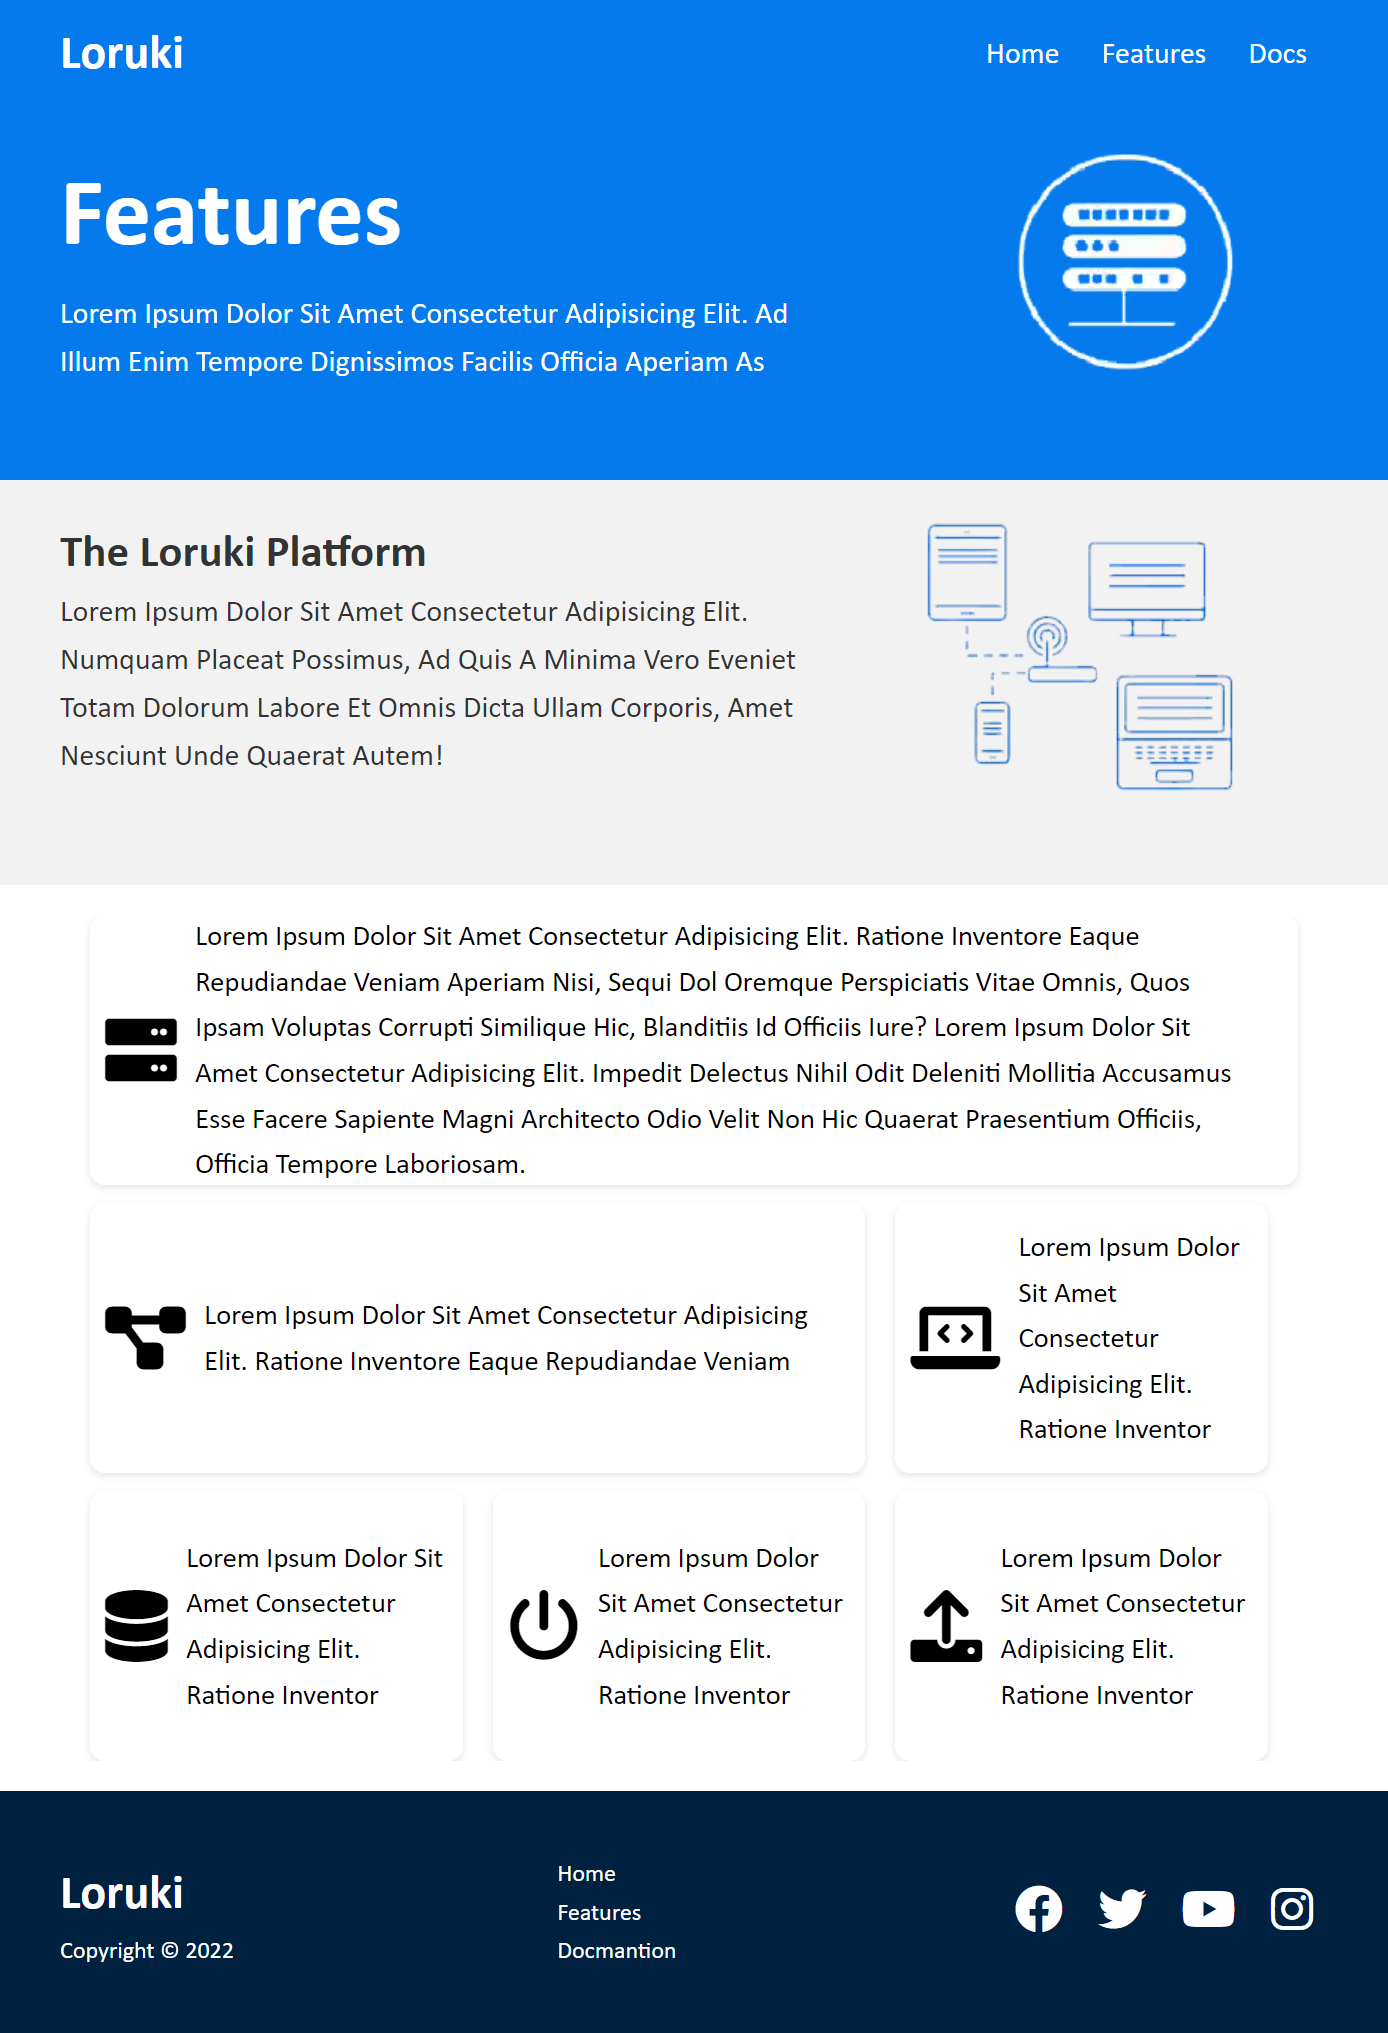 Loruki
Home Features Docs
Features
Lorem Ipsum Dolor Sit Amet Consectetur Adipisicing Elit. Ad
Illum Enim Tempore Dignissimos Facilis Officia Aperiam As
The Loruki Platform
Lorem Ipsum Dolor Sit Amet Consectetur Adipisicing Elit.
Numquam Placeat Possimus, Ad Quis A Minima Vero Eveniet
Totam Dolorum Labore Et Omnis Dicta Ullam Corporis, Amet
Nesciunt Unde Quaerat Autem!
Lorem Ipsum Dolor Sit Amet Consectetur Adipisicing Elit. Ratione Inventore Eaque
Repudiandae Veniam Aperiam Nisi, Sequi Dol Oremque Perspiciatis Vitae Omnis, Quos
Ipsam Voluptas Corrupti Similique Hic, Blanditiis Id Officiis Iure? Lorem Ipsum Dolor Sit
Amet Consectetur Adipisicing Elit. Impedit Delectus Nihil Odit Deleniti Mollitia Accusamus
Esse Facere Sapiente Magni Architecto Odio Velit Non Hic Quaerat Praesentium Officiis,
Officia Tempore Laboriosam.
Lorem Ipsum Dolor Sit Amet Consectetur Adipisicing
Elit. Ratione Inventore Eaque Repudiandae Veniam
Lorem Ipsum Dolor
Sit Amet
Consectetur
Adipisicing Elit.
Ratione Inventor
Lorem Ipsum Dolor Sit
Amet Consectetur
Adipisicing Elit.
Ratione Inventor
Lorem Ipsum Dolor
Sit Amet Consectetur
Adipisicing Elit.
Ratione Inventor
Lorem Ipsum Dolor
Sit Amet Consectetur
Adipisicing Elit.
Ratione Inventor
Loruki
Copyright © 2022
Home
Features
Docmantion